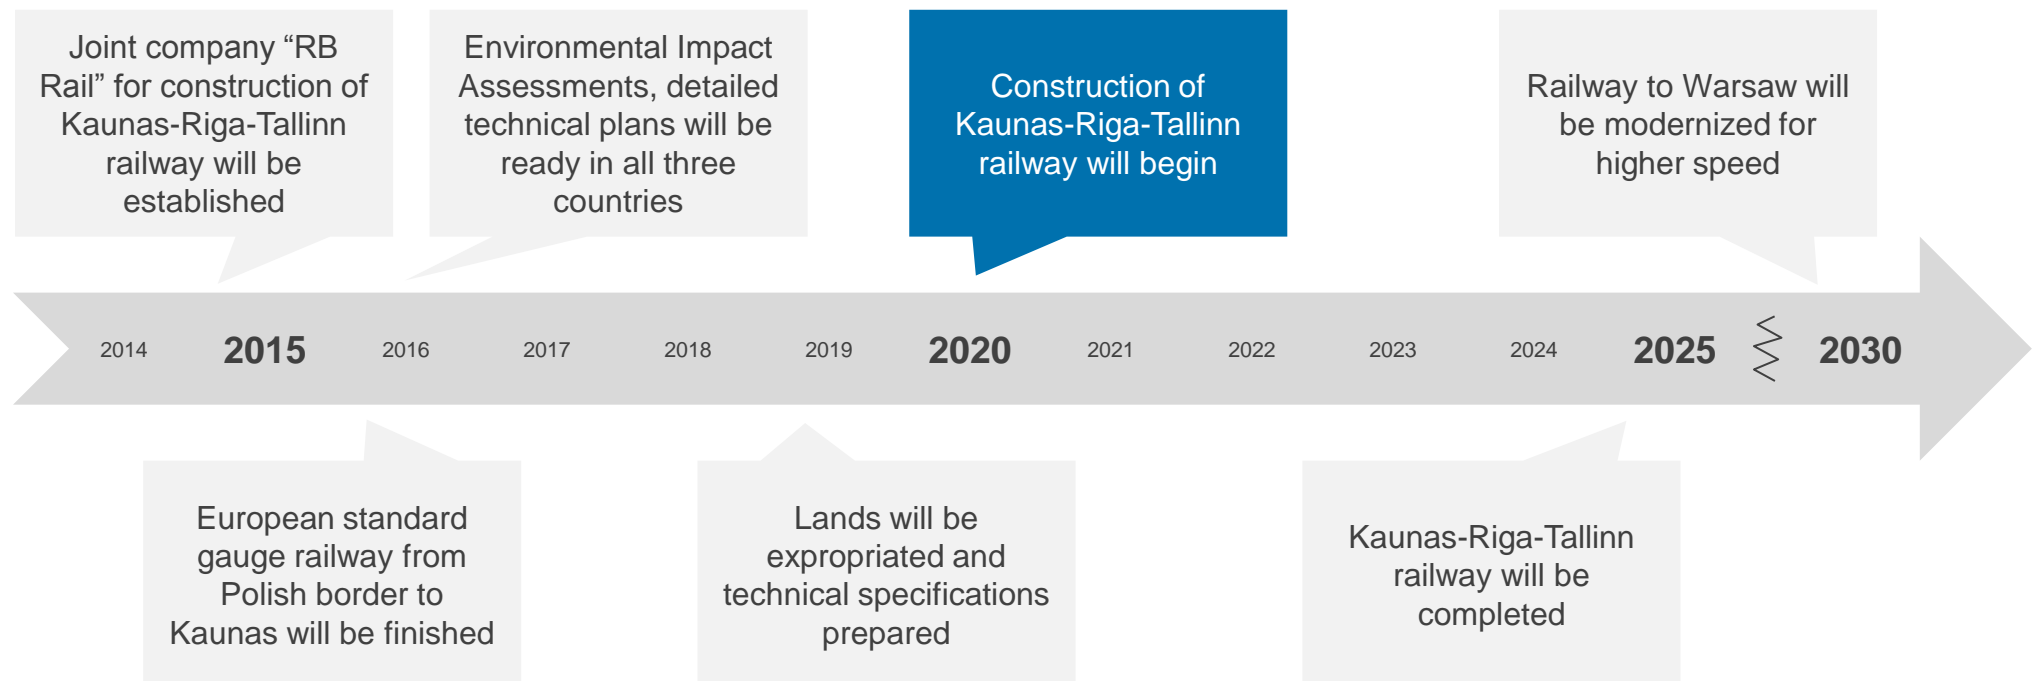 Joint company “RB
Rail” for construction of
Kaunas-Riga-Tallinn
railway will be
established
Environmental Impact
Assessments, detailed
technical plans will be
ready in all three
countries
Construction of
Kaunas-Riga-Tallinn
railway will begin
Railway to Warsaw will
be modernized for
higher speed
2014 2015 2016 2017 2018 2019 2020 2021 2022 2023 2024 2025 2030
European standard
gauge railway from
Polish border to
Kaunas will be finished
Lands will be
expropriated and
technical specifications
prepared
Kaunas-Riga-Tallinn
railway will be
completed